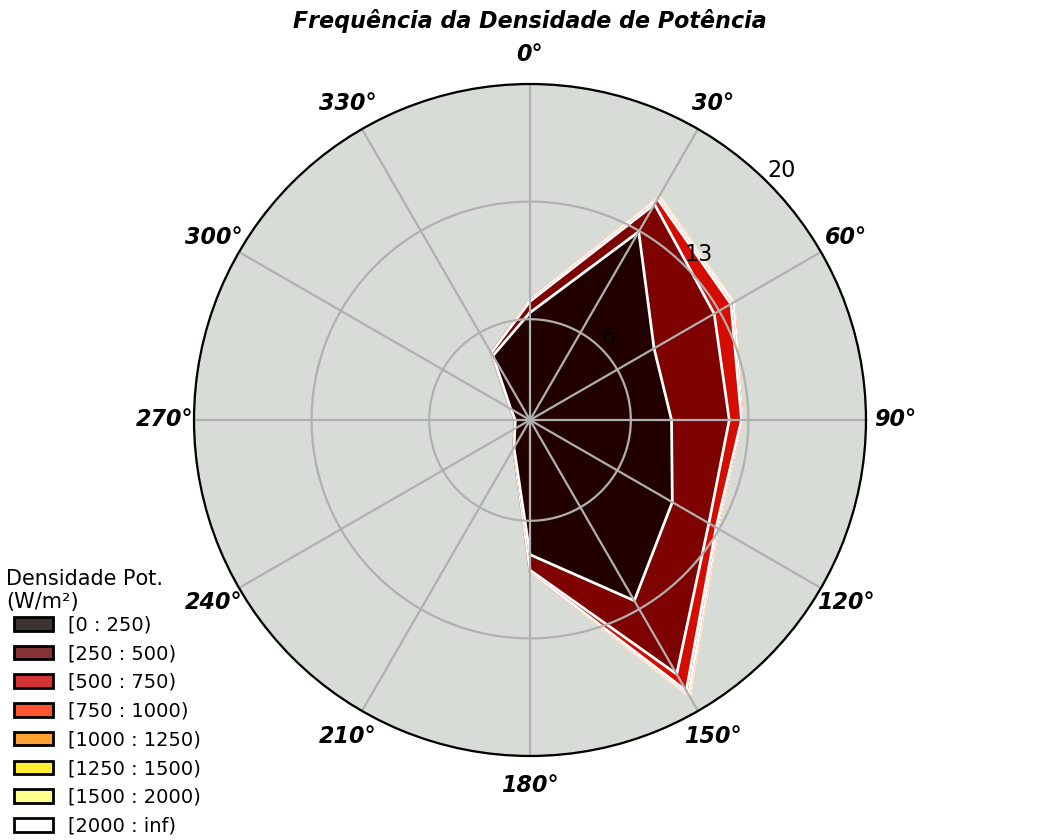 Frequência da Densidade de Potência
0°
330°
30°
20
300°
60°
13
6
270°
90°
Densidade Pot.
(W/m²)
240°
120°
[0 : 250)
[250 : 500)
[500 : 750)
[750 : 1000)
210°
150°
[1000 : 1250)
[1250 : 1500)
180°
[1500 : 2000)
[2000 : inf)